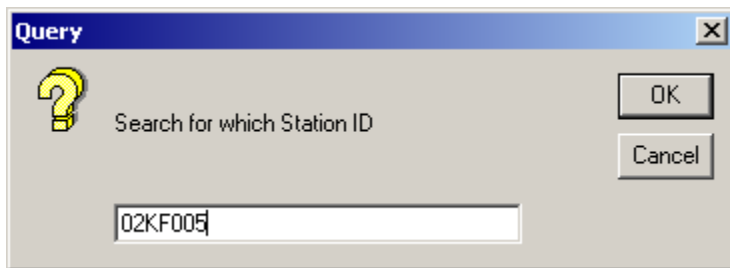 Query
OK
Search for which Station ID
Cancel
02KF005